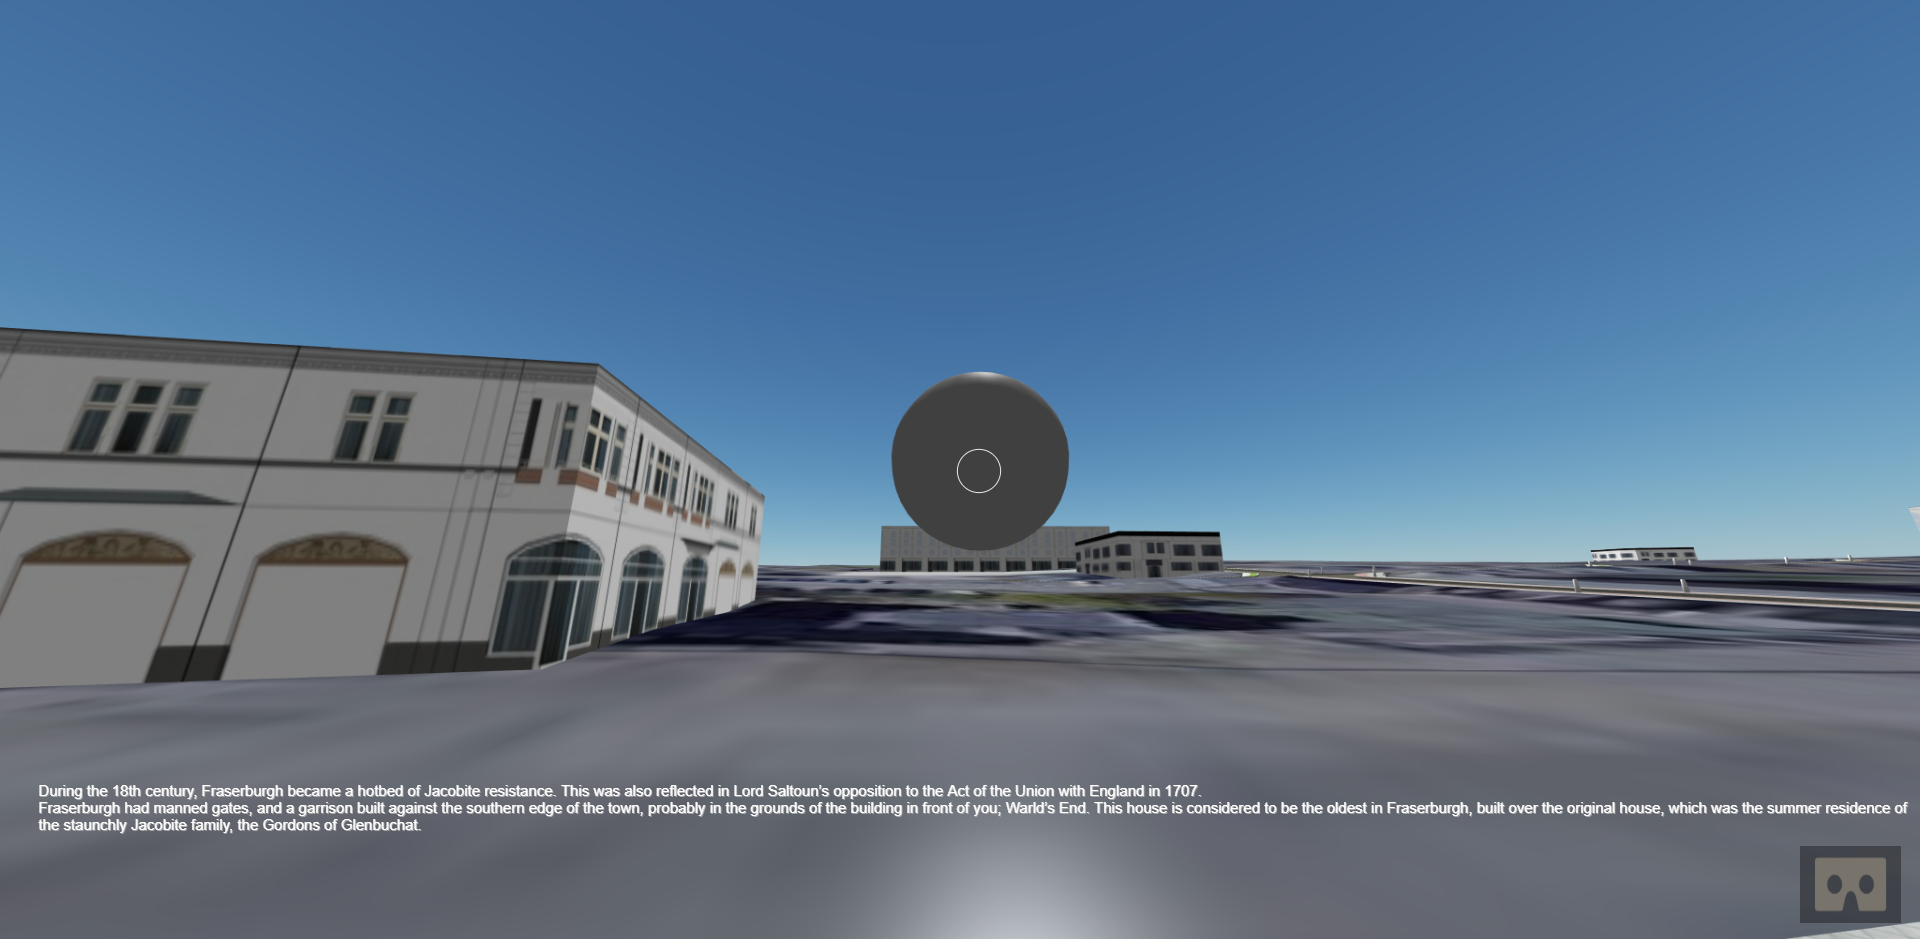 During the 18th century, Fraserburgh became a hotbed of Jacobite resistance. This was also reflected in Lord Saltoun's opposition to the Act of the Union with England in 1707.
Fraserburgh had manned gates, and a garrison built against the southern edge of the town, probably in the grounds of the building in front of you; Warld's End. This house is considered to be the oldest in Fraserburgh, built over the original house, which was the summer residence of
the staunchly Jacobite family, the Gordons of Glenbuchat.